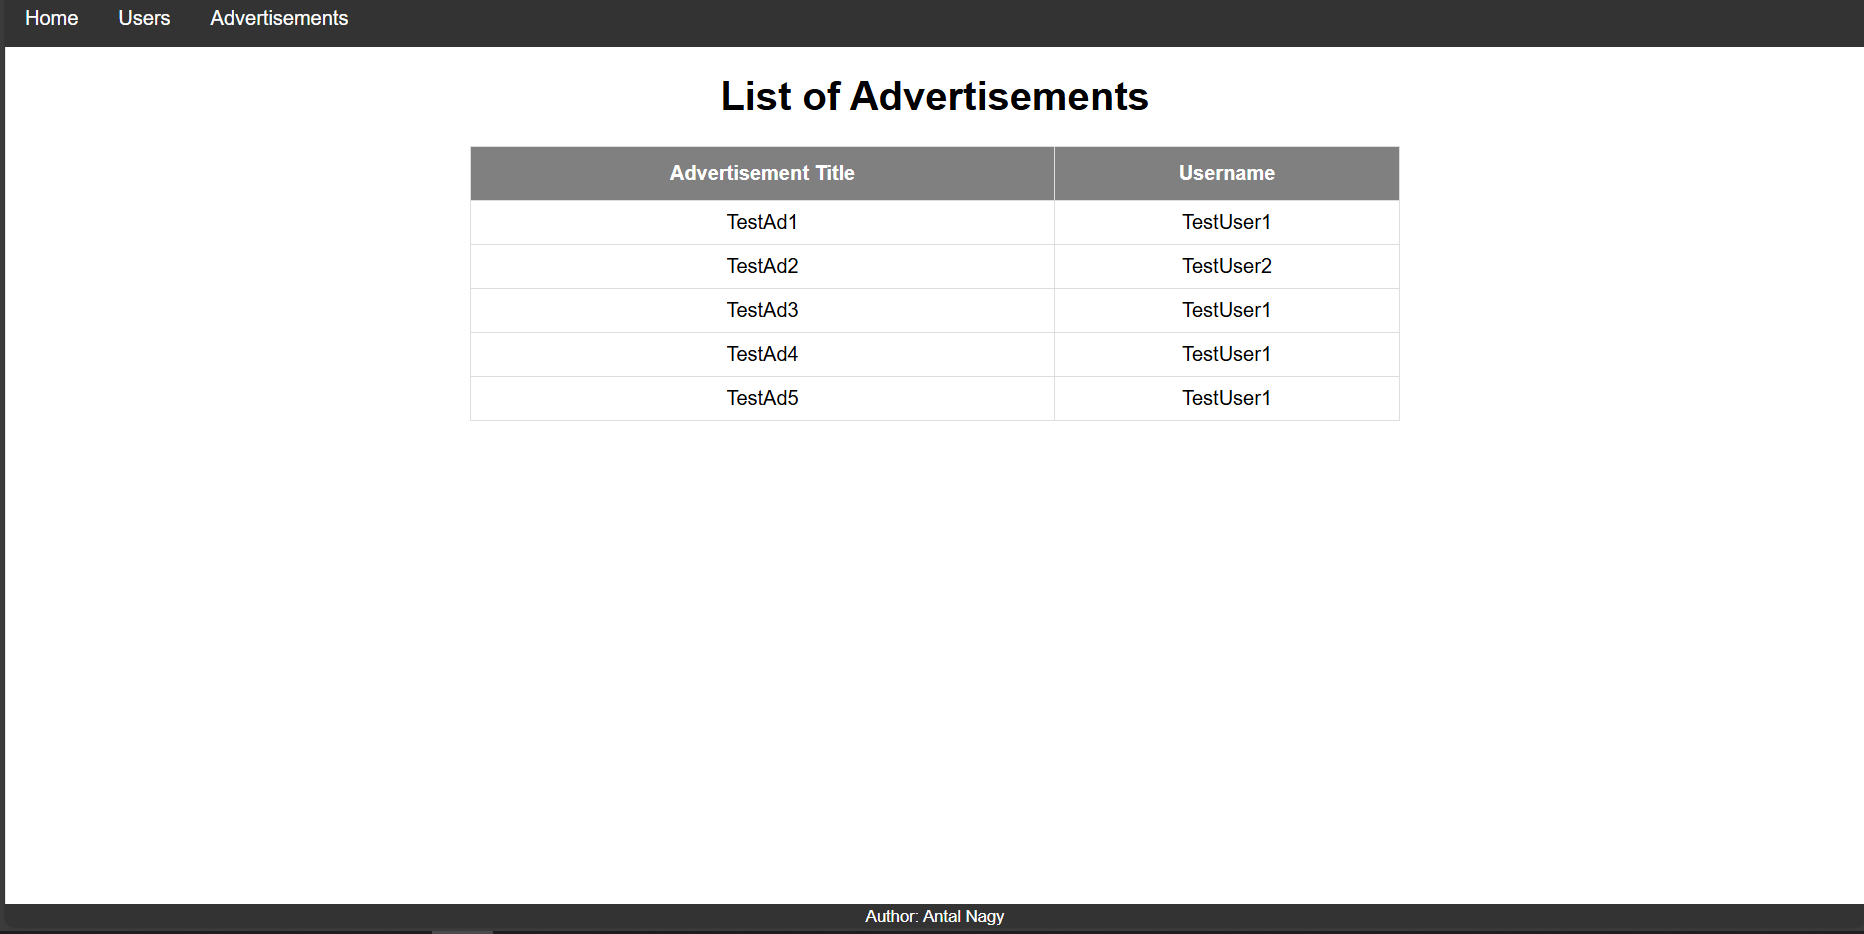 Home Users Advertisements
List of Advertisements
Advertisement Title Username
TestAd1 TestUser1
TestAd2 TestUser2
TestAd3 TestUser1
TestAd4 TestUser1
TestAd5 TestUser1
Author: Antal Nagy